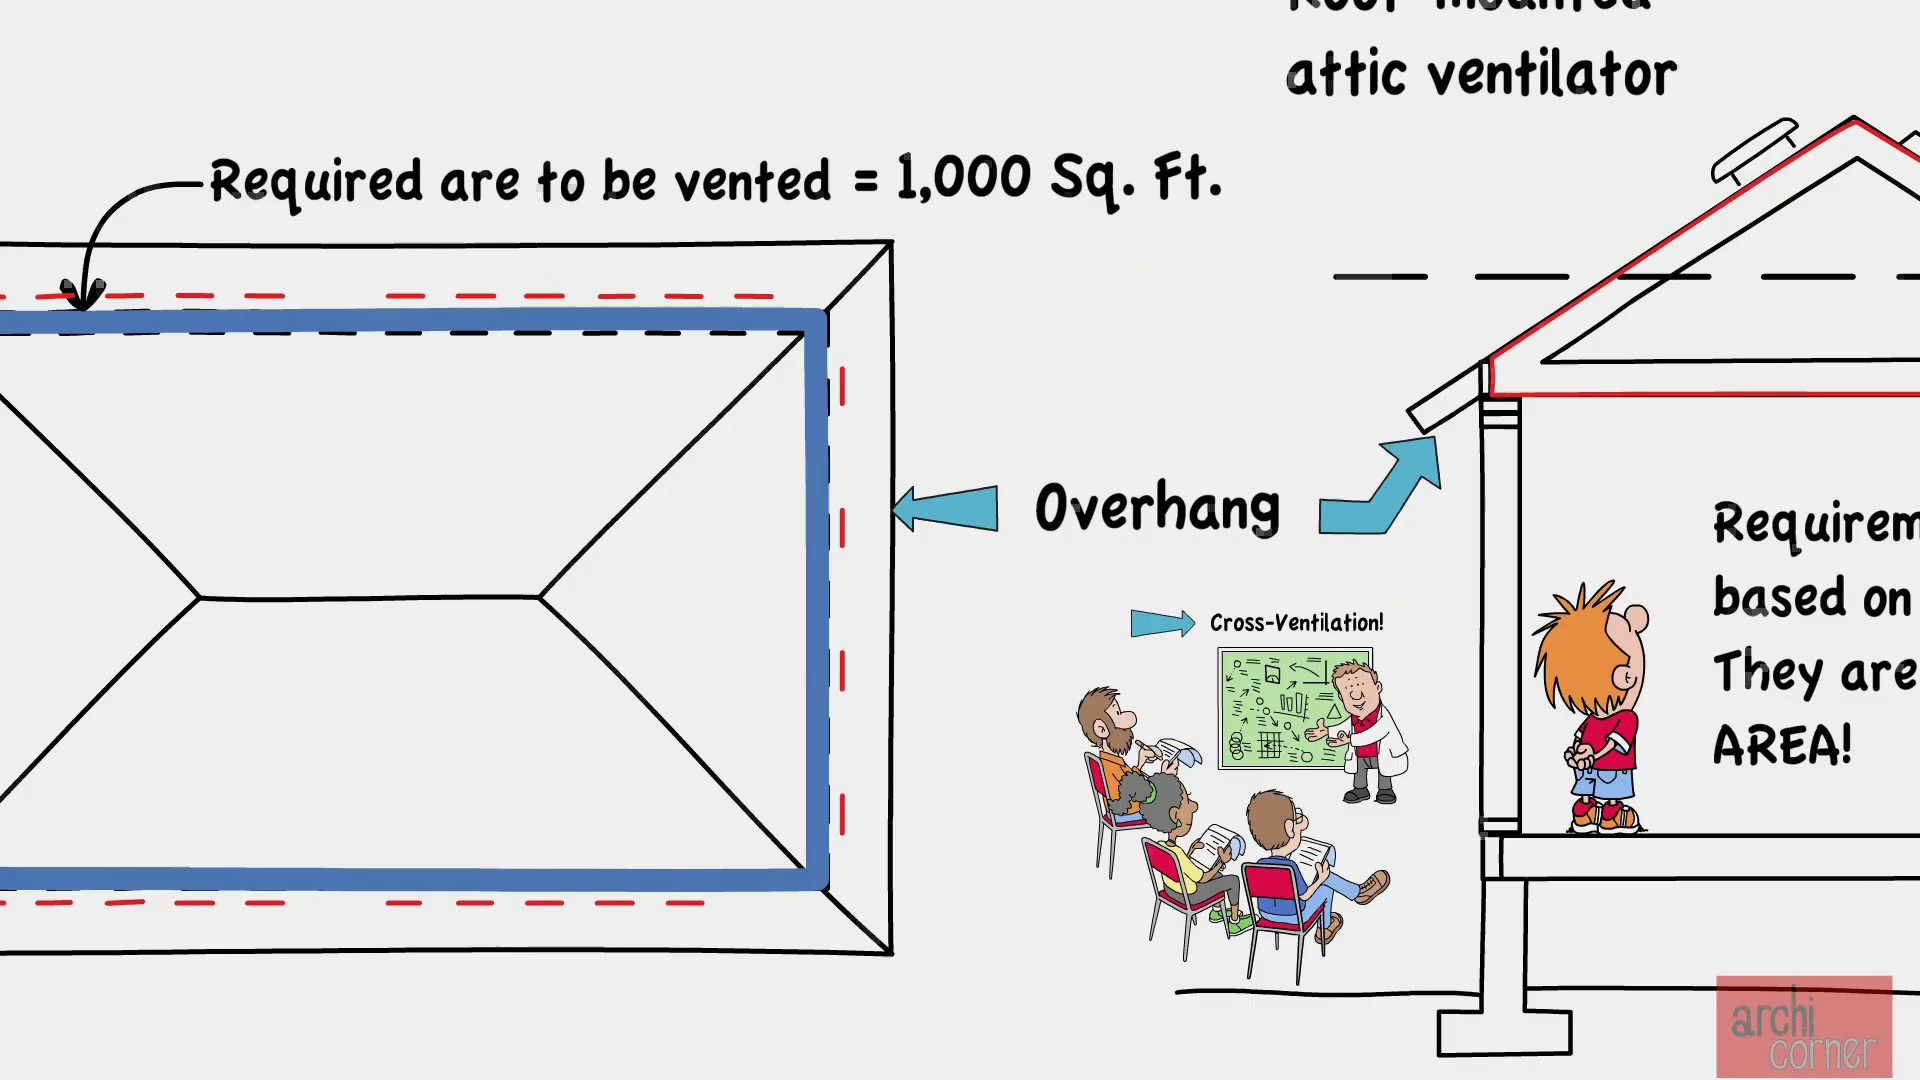 attic ventilator
Required are to be vented = 1,000 Sq. Ft.
Overhang
Cross-Ventilation!
based on
They are
AREA!
archi
corner